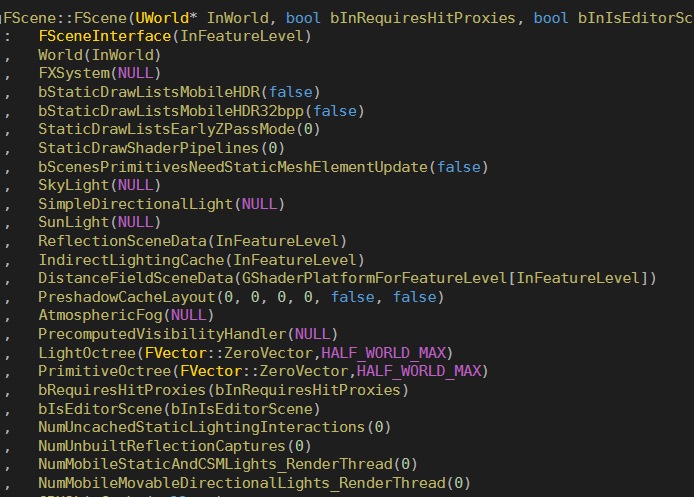 FScene::FScene(UWorld* InWorld, bool bInRequiresHitProxies, bool bInIsEditorSc
: FSceneInterface(InFeatureLevel)
, World(InWorld)
, FXSystem(NULL)
, bStaticDrawListsMobileHDR(false)
, bStaticDrawListsMobileHDR32bpp(false)
, StaticDrawListsEarlyZPassMode(0)
, StaticDrawShaderPipelines(0)
, bScenesPrimitivesNeedStaticMeshElementUpdate(false)
, SkyLight(NULL)
, SimpleDirectionalLight(NULL)
, SunLight(NULL)
, ReflectionSceneData(InFeatureLevel)
, IndirectLightingCache(InFeatureLevel)
, DistanceFieldSceneData(GShaderPlatformForFeatureLevel[InFeatureLevel])
, PreshadowCacheLayout(0, 0, 0, 0, false, false)
, AtmosphericFog(NULL)
, PrecomputedVisibilityHandler(NULL)
, LightOctree(FVector::ZeroVector,HALF_WORLD_MAX)
, PrimitiveOctree(FVector::ZeroVector,HALF_WORLD_MAX)
, bRequiresHitProxies(bInRequiresHitProxies)
, bIsEditorScene(bInIsEditorScene)
, NumUncachedStaticLightingInteractions(0)
, NumUnbuiltReflectionCaptures(0)
, NumMobileStaticAndCSMLights_RenderThread(0)
, NumMobileMovableDirectionalLights_RenderThread(0)